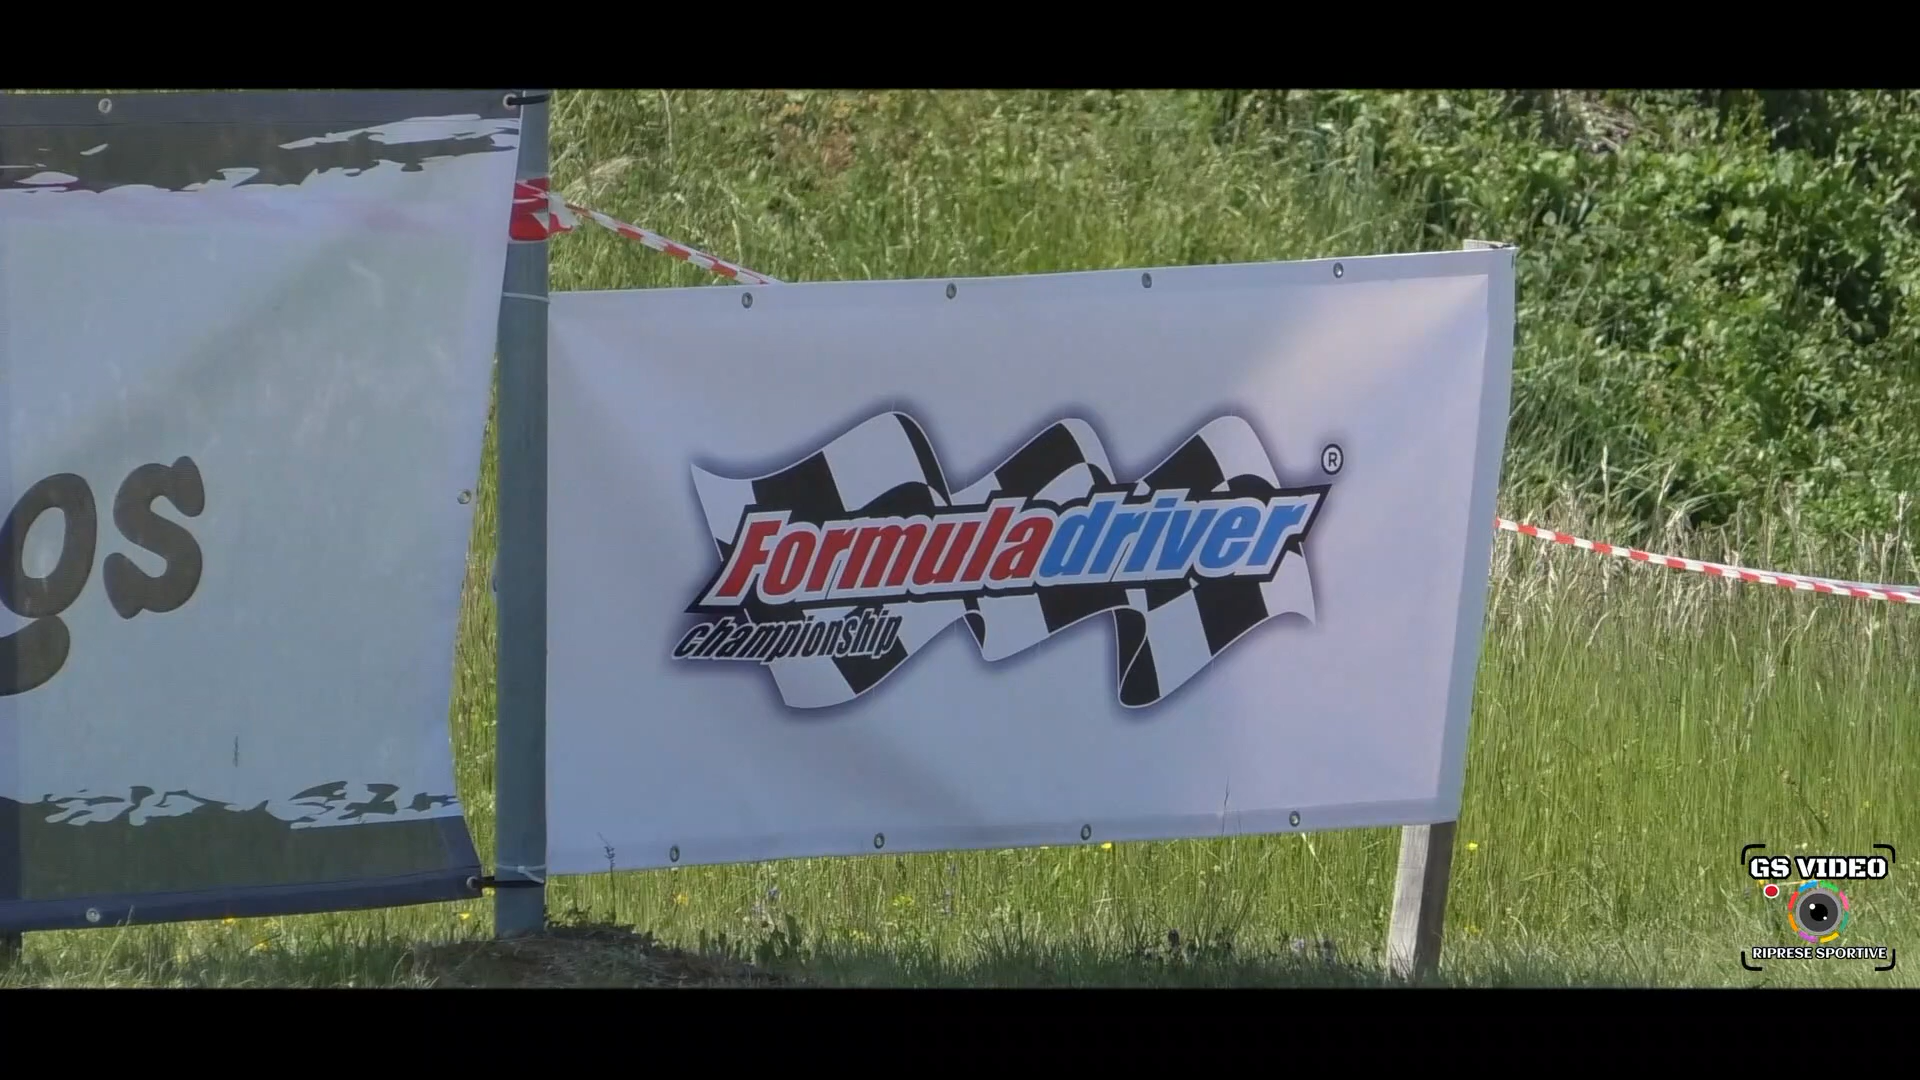 gs
Formuladriver ®
championship
GS VIDEO
RIPRESE SPORTIVE